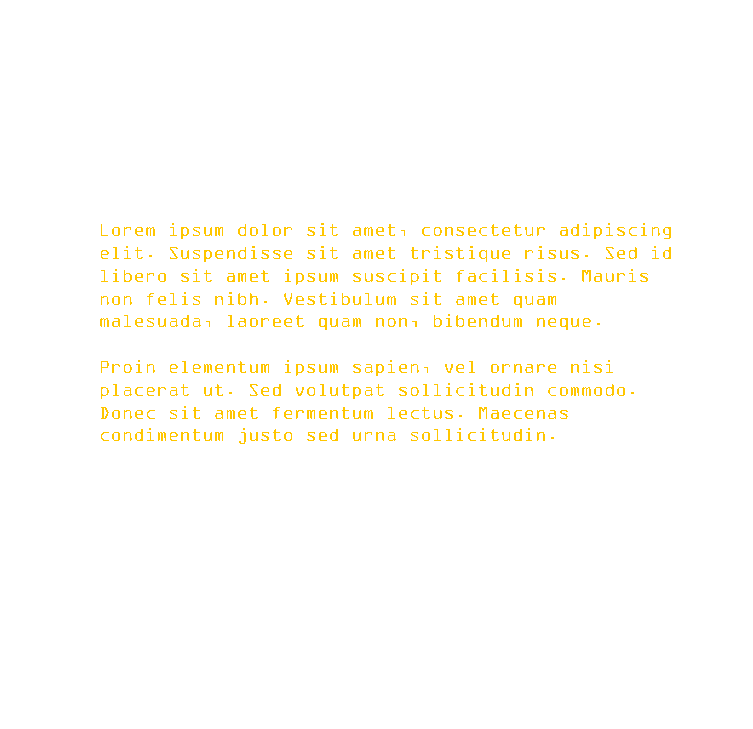 Lorem ipsum dolor sit amet, consectetur adipiscing
elit. Suspendisse sit amet tristique risus. Sed id
libero sit amet ipsum suscipit facilisis. Mauris
non felis nibh. Vestibulum sit amet quam
malesuada, laoreet quam non, bibendum neque.

Proin elementum ipsum sapien, vel ornare nisi
placerat ut. Sed volutpat sollicitudin commodo.
Donec sit amet fermentum lectus. Maecenas
condimentum justo sed urna sollicitudin.